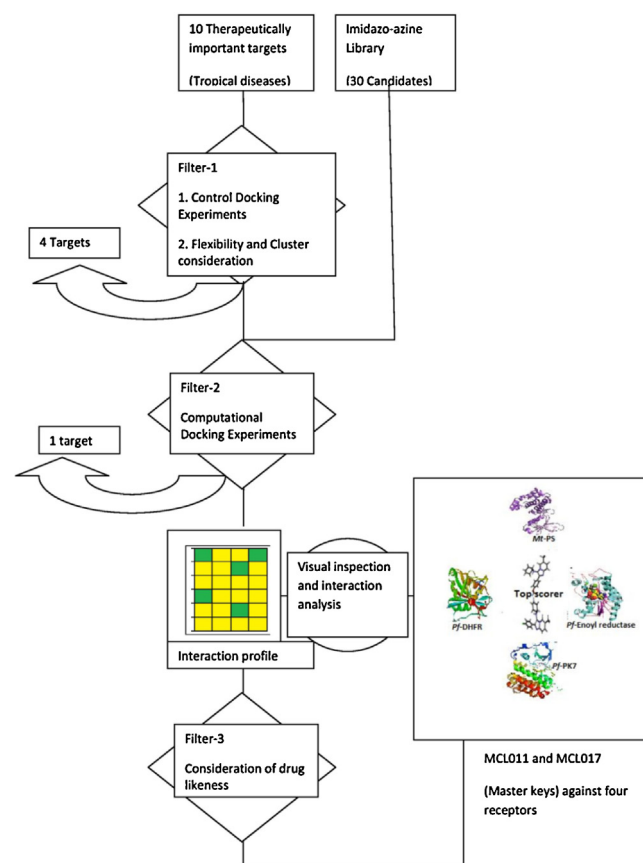 10 Therapeutically
important targets
(Tropical diseases)
Imidazo-azine
Library
(30 Candidates)
Filter-1
1. Control Docking
Experiments
2. Flexibility and Cluster
consideration
4 Targets
Filter-2
Computational
Docking Experiments
1 target
Visual inspection
and interaction
analysis
Interaction profile
Mt-PS
Top scorer
Pf-DHFR
Pf-Enoyl reductase
Pf-PK7
Filter-3
Consideration of drug
likeness
MCL011 and MCL017
(Master keys) against four
receptors